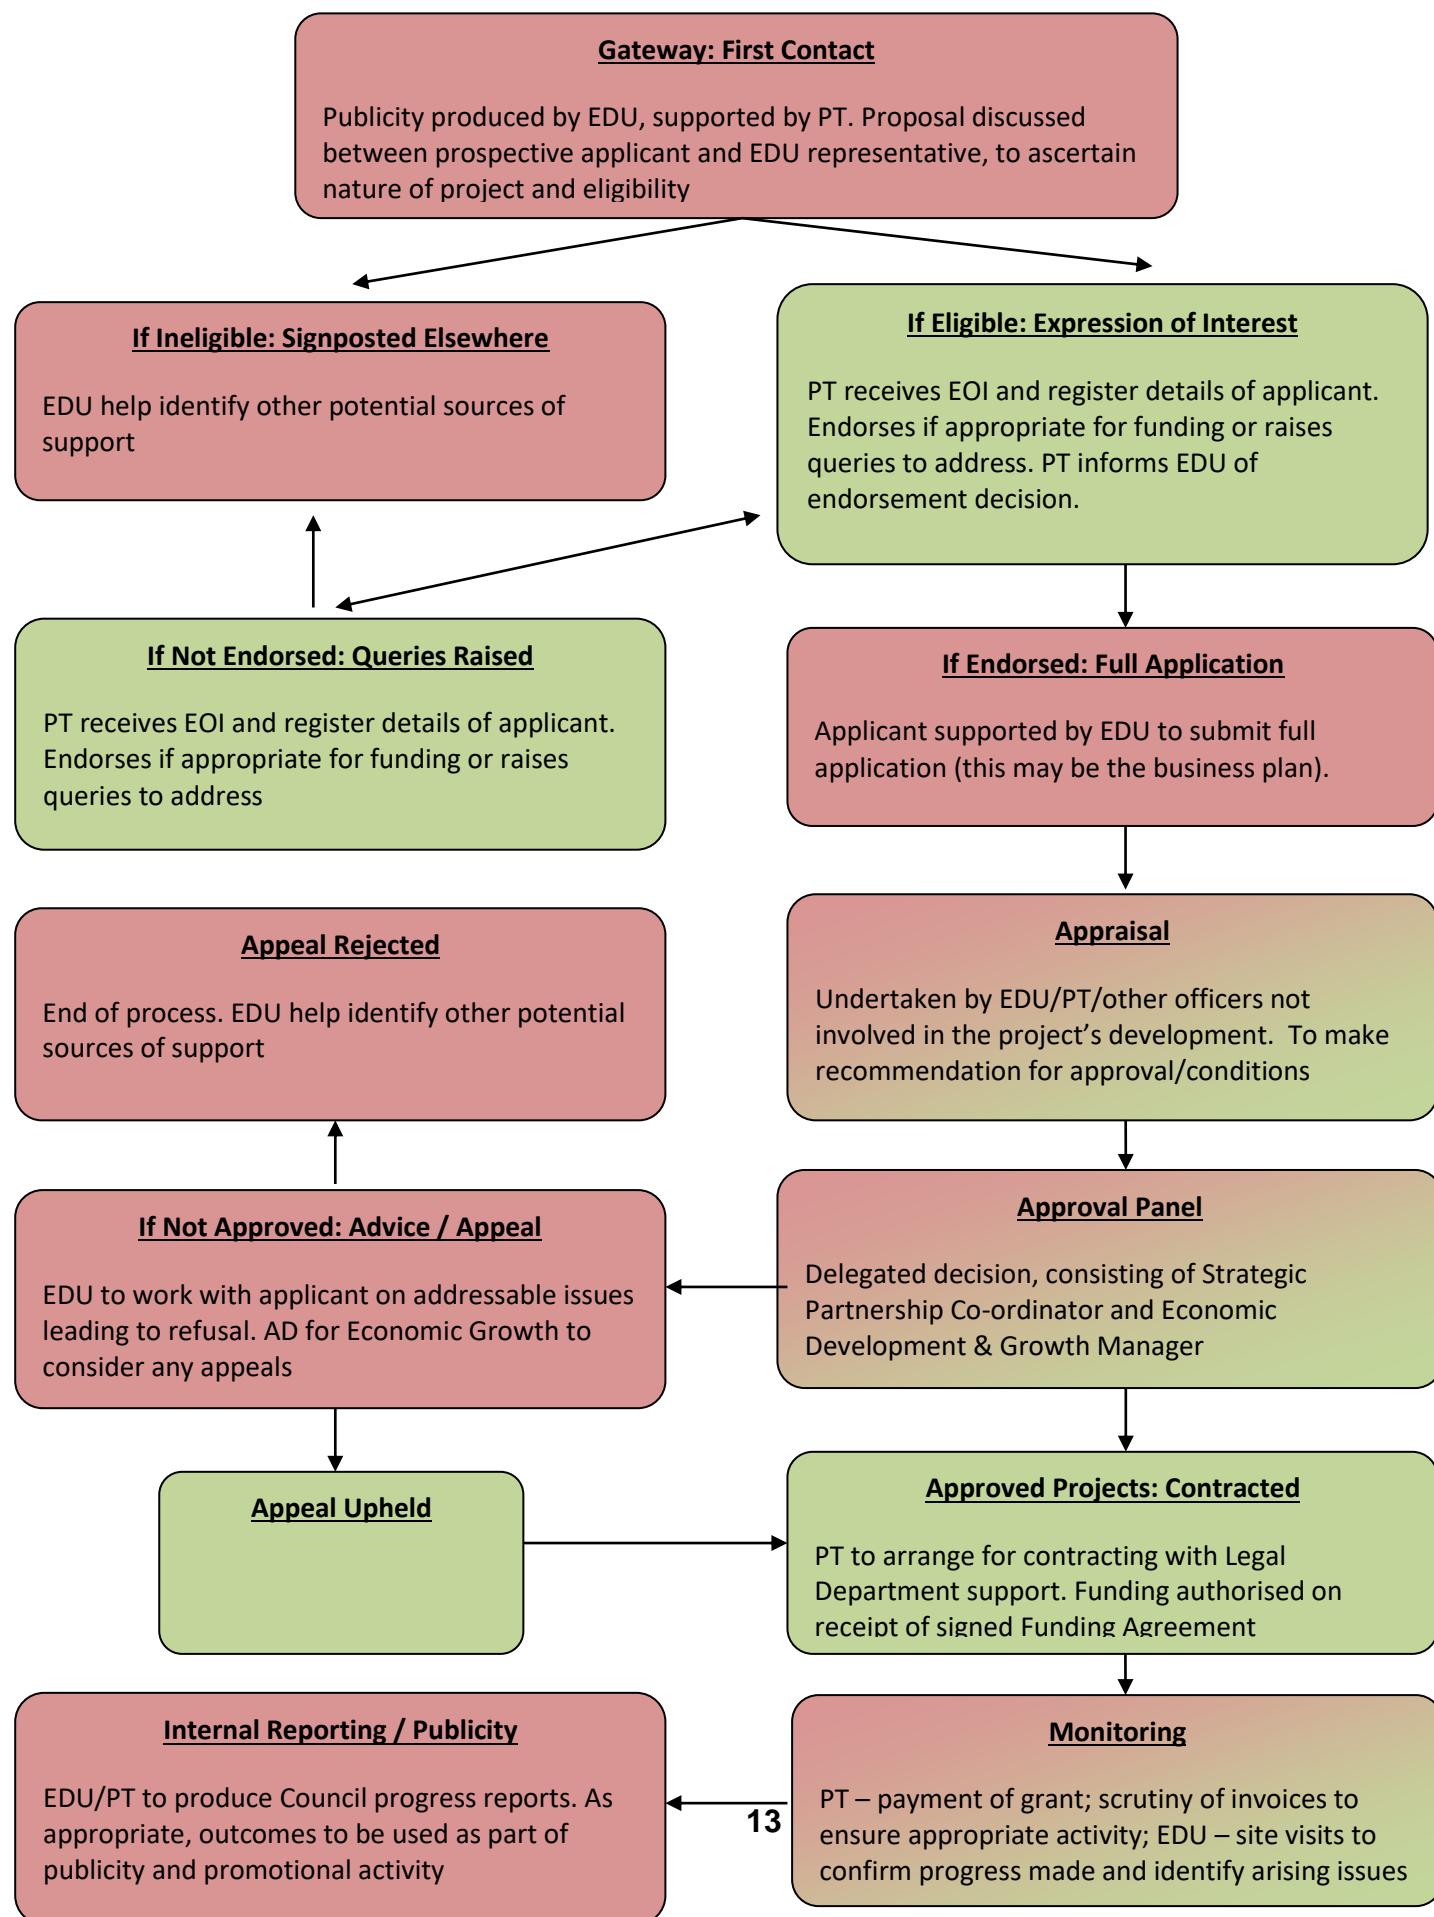 Gateway: First Contact
Publicity produced by EDU, supported by PT. Proposal discussed
between prospective applicant and EDU representative, to ascertain
nature of project and eligibility
If Ineligible: Signposted Elsewhere
EDU help identify other potential sources of
support
If Eligible: Expression of Interest
PT receives EOI and register details of applicant.
Endorses if appropriate for funding or raises
queries to address. PT informs EDU of
endorsement decision.
If Not Endorsed: Queries Raised
PT receives EOI and register details of applicant.
Endorses if appropriate for funding or raises
queries to address
If Endorsed: Full Application
Applicant supported by EDU to submit full
application (this may be the business plan).
Appeal Rejected
End of process. EDU help identify other potential
sources of support
Appraisal
Undertaken by EDU/PT/other officers not
involved in the project’s development.  To make
recommendation for approval/conditions
If Not Approved: Advice / Appeal
EDU to work with applicant on addressable issues
leading to refusal. AD for Economic Growth to
consider any appeals
Approval Panel
Delegated decision, consisting of Strategic
Partnership Co-ordinator and Economic
Development & Growth Manager
Appeal Upheld
Approved Projects: Contracted
PT to arrange for contracting with Legal
Department support. Funding authorised on
receipt of signed Funding Agreement
Internal Reporting / Publicity
EDU/PT to produce Council progress reports. As
appropriate, outcomes to be used as part of
publicity and promotional activity
Monitoring
PT – payment of grant; scrutiny of invoices to
ensure appropriate activity; EDU – site visits to
confirm progress made and identify arising issues
13